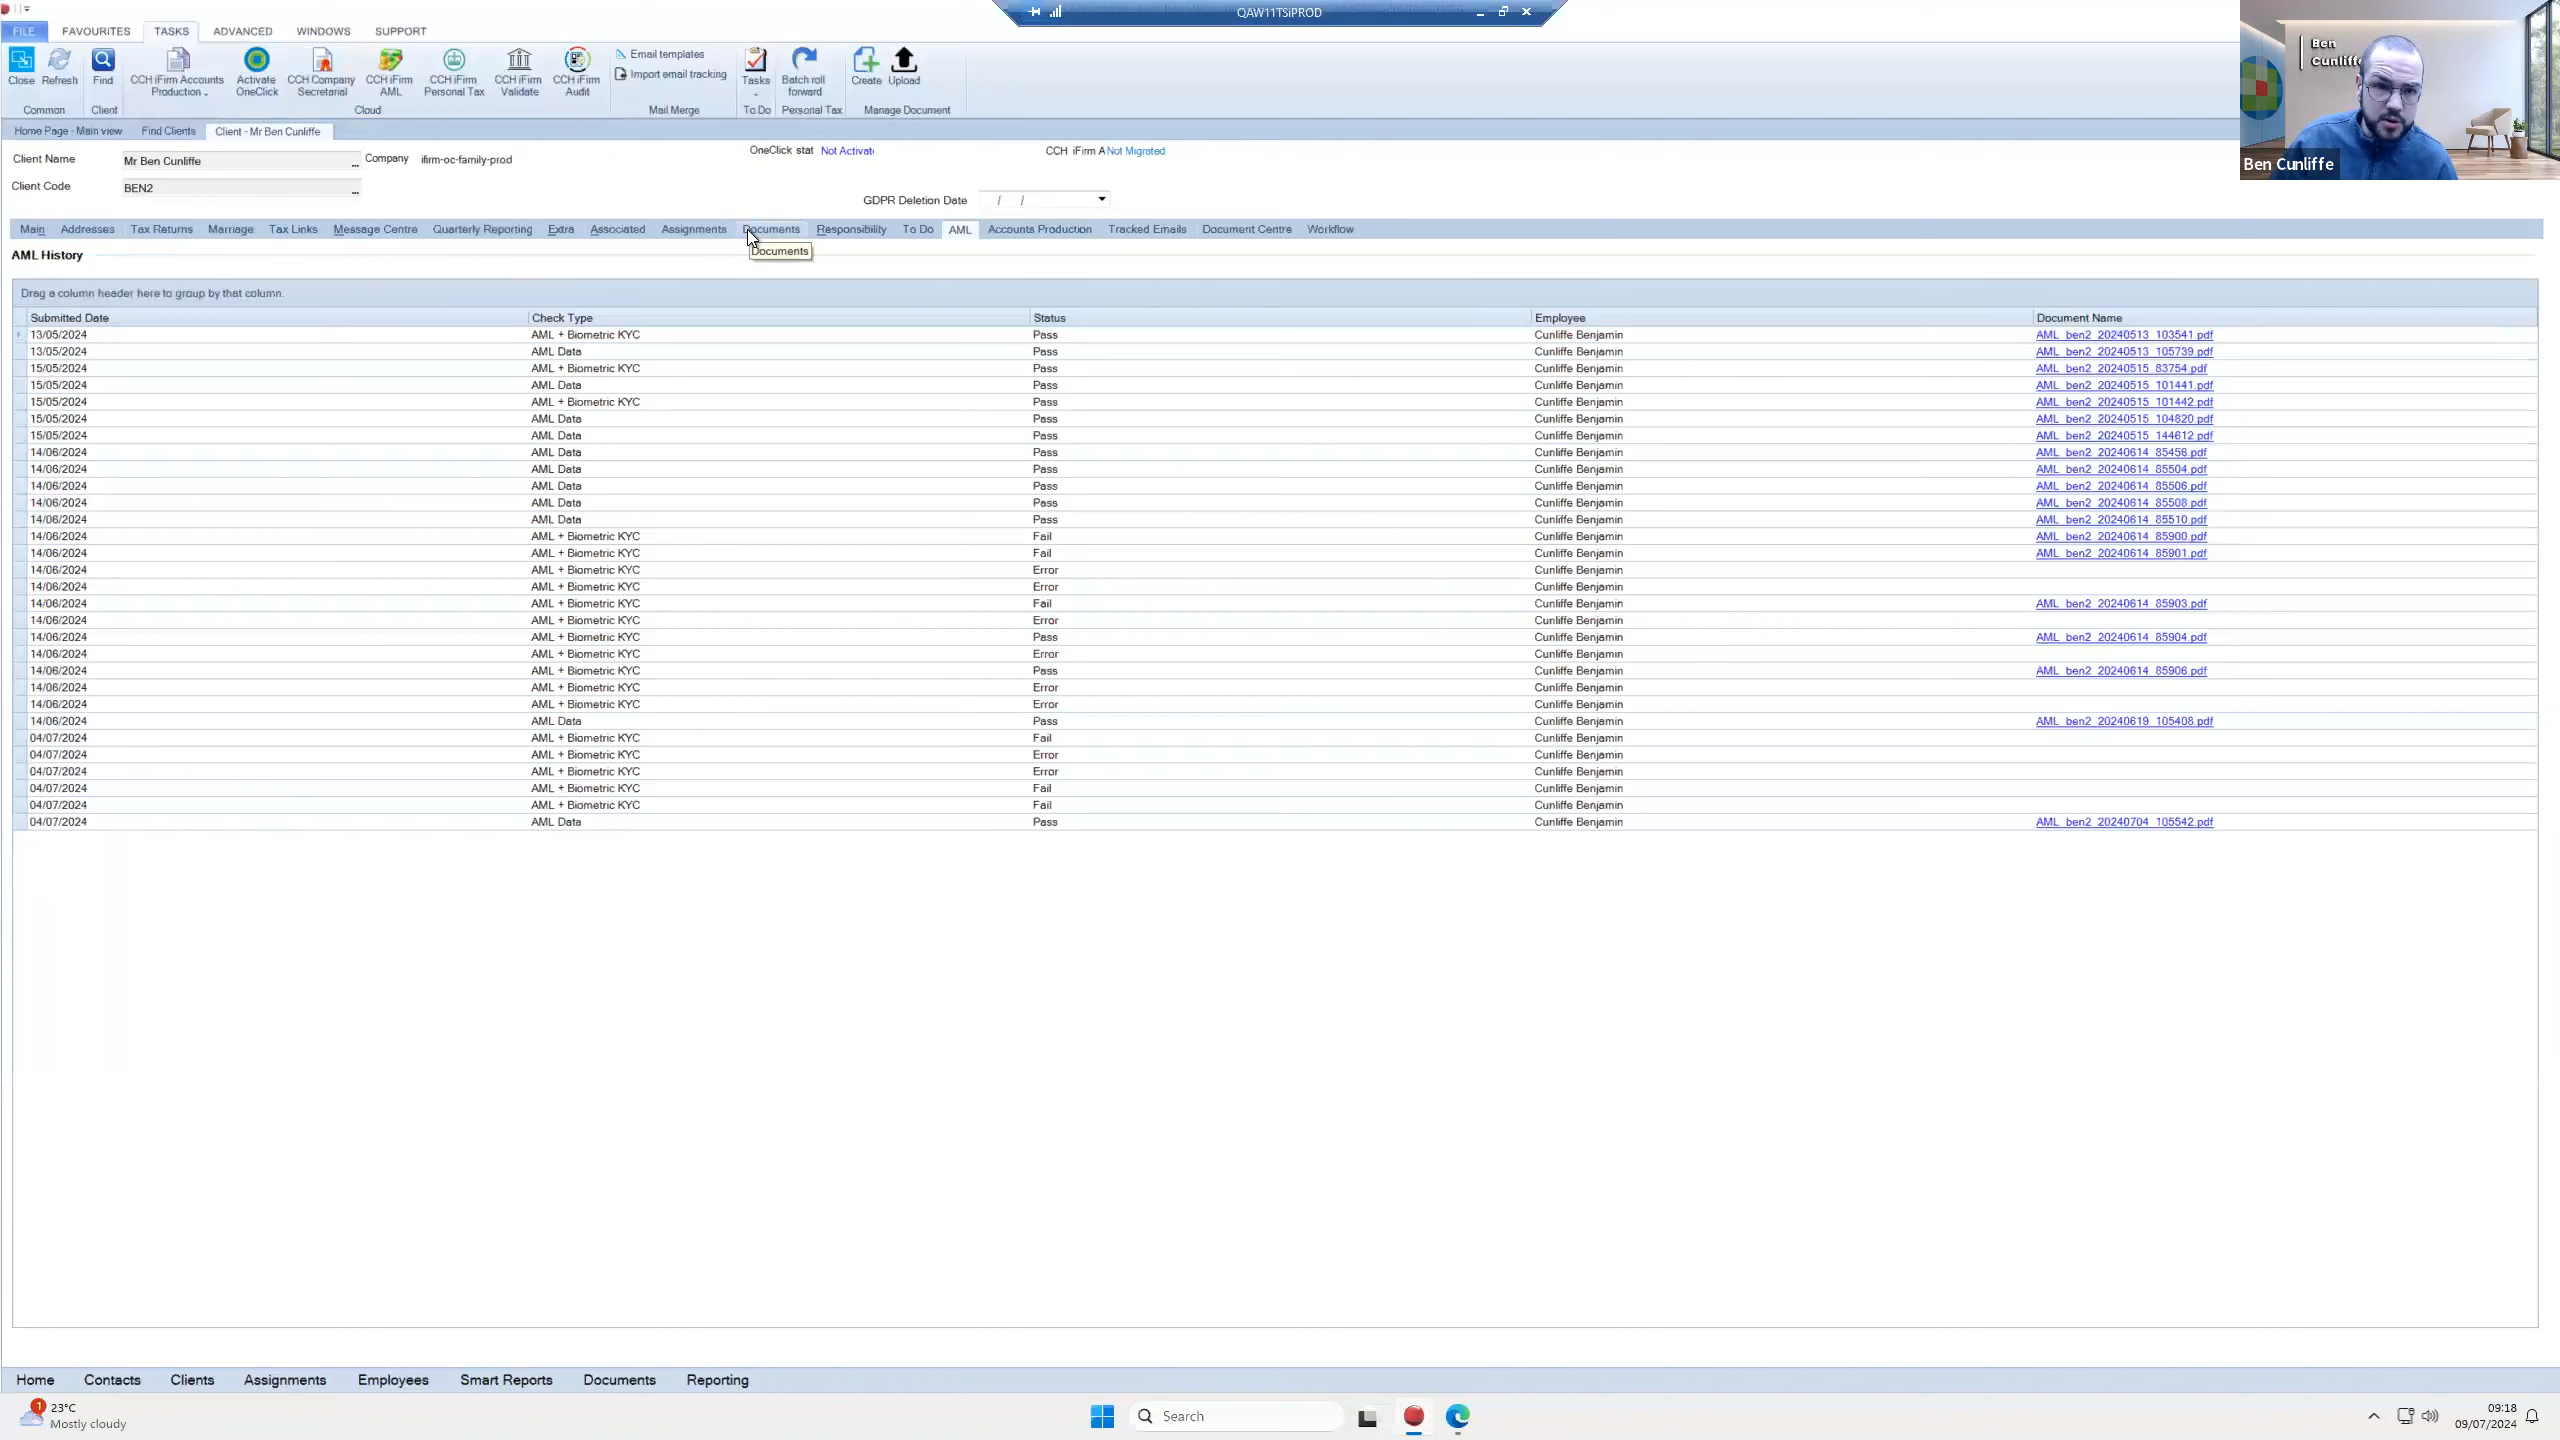 QAW11TSiPROD
FILE FAVOURITES TASKS ADVANCED WINDOWS SUPPORT
Close Refresh Find CCH iFirm Accounts Production Activate OneClick CCH Company Secretarial CCH iFirm AML CCH iFirm Personal Tax CCH iFirm Validate CCH iFirm Audit Email templates Import email tracking Tasks Batch roll forward Create Upload
Common Client Cloud Mail Merge To Do Personal Tax Manage Document
Home Page - Main view Find Clients Client - Mr Ben Cunliffe
Client Name Mr Ben Cunliffe ... Company ifirm-oc-family-prod OneClick stat Not Activat CCH iFirm A Not Migrated
Client Code BEN2 ... GDPR Deletion Date / /
Ben
Cunliffe
Ben Cunliffe
Main Addresses Tax Returns Marriage Tax Links Message Centre Quarterly Reporting Extra Associated Assignments Documents Responsibility To Do AML Accounts Production Tracked Emails Document Centre Workflow
Documents
AML History
Drag a column header here to group by that column.
Submitted Date Check Type Status Employee Document Name
13/05/2024 AML + Biometric KYC Pass Cunliffe Benjamin AML_ben2_20240513_103541.pdf
13/05/2024 AML Data Pass Cunliffe Benjamin AML_ben2_20240513_105739.pdf
15/05/2024 AML + Biometric KYC Pass Cunliffe Benjamin AML_ben2_20240515_83754.pdf
15/05/2024 AML Data Pass Cunliffe Benjamin AML_ben2_20240515_101441.pdf
15/05/2024 AML + Biometric KYC Pass Cunliffe Benjamin AML_ben2_20240515_101442.pdf
15/05/2024 AML Data Pass Cunliffe Benjamin AML_ben2_20240515_104820.pdf
15/05/2024 AML Data Pass Cunliffe Benjamin AML_ben2_20240515_144612.pdf
14/06/2024 AML Data Pass Cunliffe Benjamin AML_ben2_20240614_85456.pdf
14/06/2024 AML Data Pass Cunliffe Benjamin AML_ben2_20240614_85504.pdf
14/06/2024 AML Data Pass Cunliffe Benjamin AML_ben2_20240614_85506.pdf
14/06/2024 AML Data Pass Cunliffe Benjamin AML_ben2_20240614_85508.pdf
14/06/2024 AML Data Pass Cunliffe Benjamin AML_ben2_20240614_85510.pdf
14/06/2024 AML + Biometric KYC Fail Cunliffe Benjamin AML_ben2_20240614_85900.pdf
14/06/2024 AML + Biometric KYC Fail Cunliffe Benjamin AML_ben2_20240614_85901.pdf
14/06/2024 AML + Biometric KYC Error Cunliffe Benjamin
14/06/2024 AML + Biometric KYC Error Cunliffe Benjamin
14/06/2024 AML + Biometric KYC Fail Cunliffe Benjamin AML_ben2_20240614_85903.pdf
14/06/2024 AML + Biometric KYC Error Cunliffe Benjamin
14/06/2024 AML + Biometric KYC Pass Cunliffe Benjamin AML_ben2_20240614_85904.pdf
14/06/2024 AML + Biometric KYC Error Cunliffe Benjamin
14/06/2024 AML + Biometric KYC Pass Cunliffe Benjamin AML_ben2_20240614_85906.pdf
14/06/2024 AML + Biometric KYC Error Cunliffe Benjamin
14/06/2024 AML + Biometric KYC Error Cunliffe Benjamin
14/06/2024 AML Data Pass Cunliffe Benjamin AML_ben2_20240619_105408.pdf
04/07/2024 AML + Biometric KYC Fail Cunliffe Benjamin
04/07/2024 AML + Biometric KYC Error Cunliffe Benjamin
04/07/2024 AML + Biometric KYC Error Cunliffe Benjamin
04/07/2024 AML + Biometric KYC Fail Cunliffe Benjamin
04/07/2024 AML + Biometric KYC Fail Cunliffe Benjamin
04/07/2024 AML Data Pass Cunliffe Benjamin AML_ben2_20240704_105542.pdf
Home Contacts Clients Assignments Employees Smart Reports Documents Reporting
1 23°C
Mostly cloudy
Search
09:18
09/07/2024